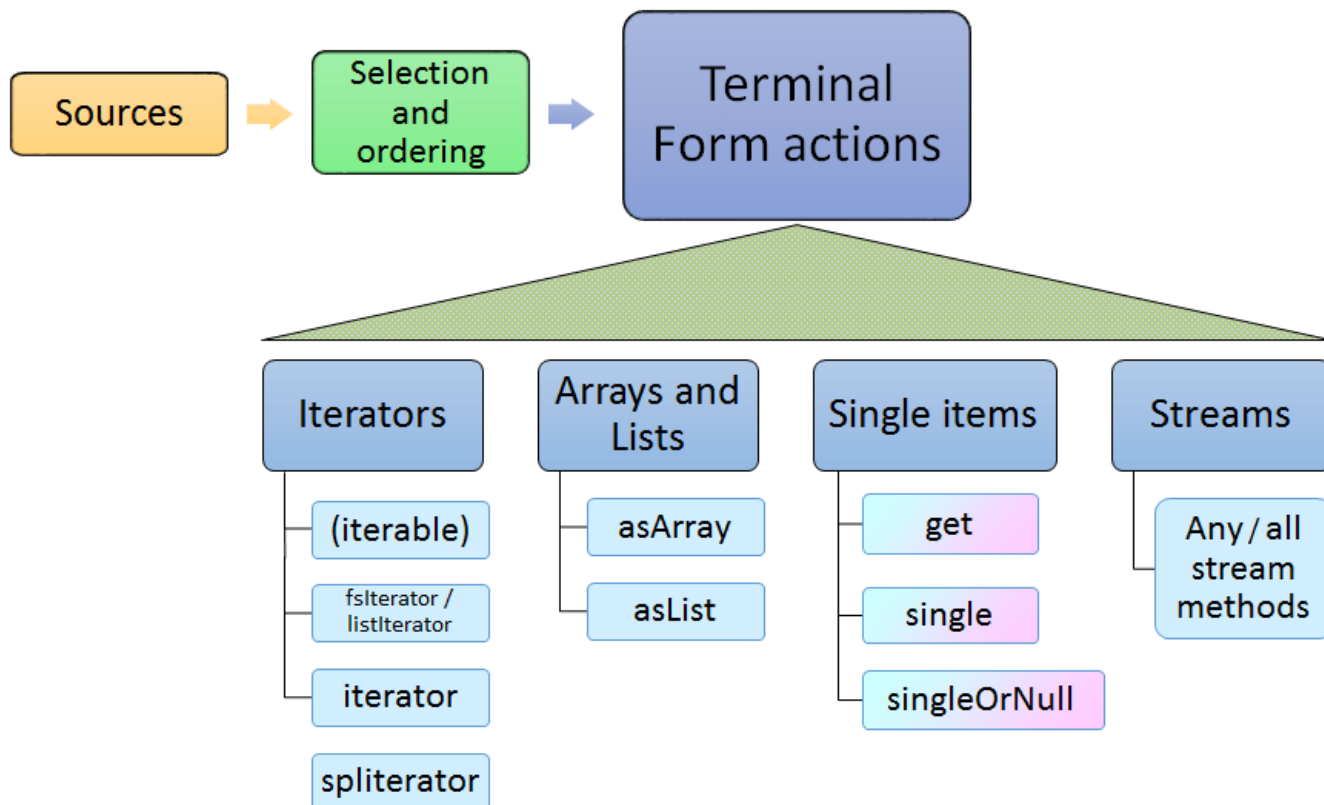 Sources
Selection
and
ordering
Terminal
Form actions
Iterators
(iterable)
fsIterator /
listIterator
iterator
spliterator
Arrays and
Lists
asArray
asList
Single items
get
single
singleOrNull
Streams
Any / all
stream
methods